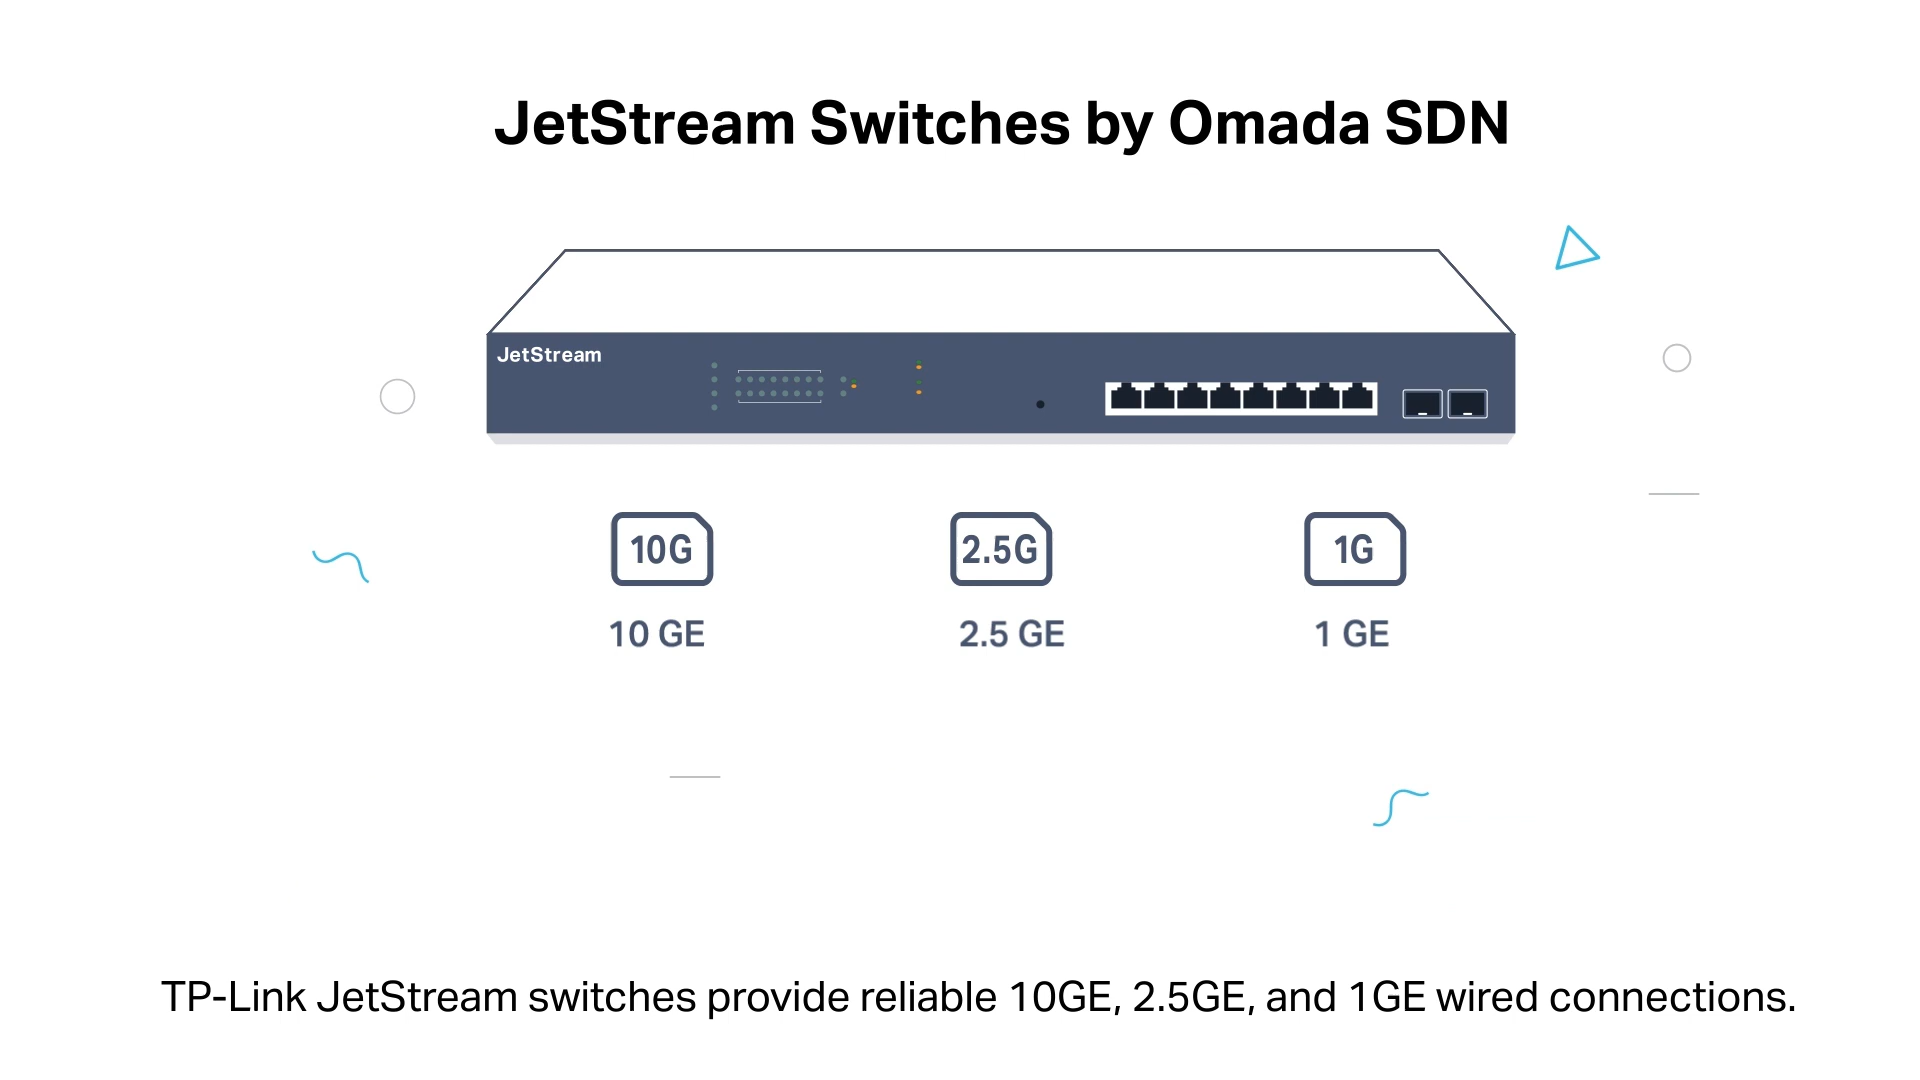 JetStream Switches by Omada SDN
JetStream
10G
2.5G
1G
10 GE
2.5 GE
1 GE
TP-Link JetStream switches provide reliable 10GE, 2.5GE, and 1GE wired connections.